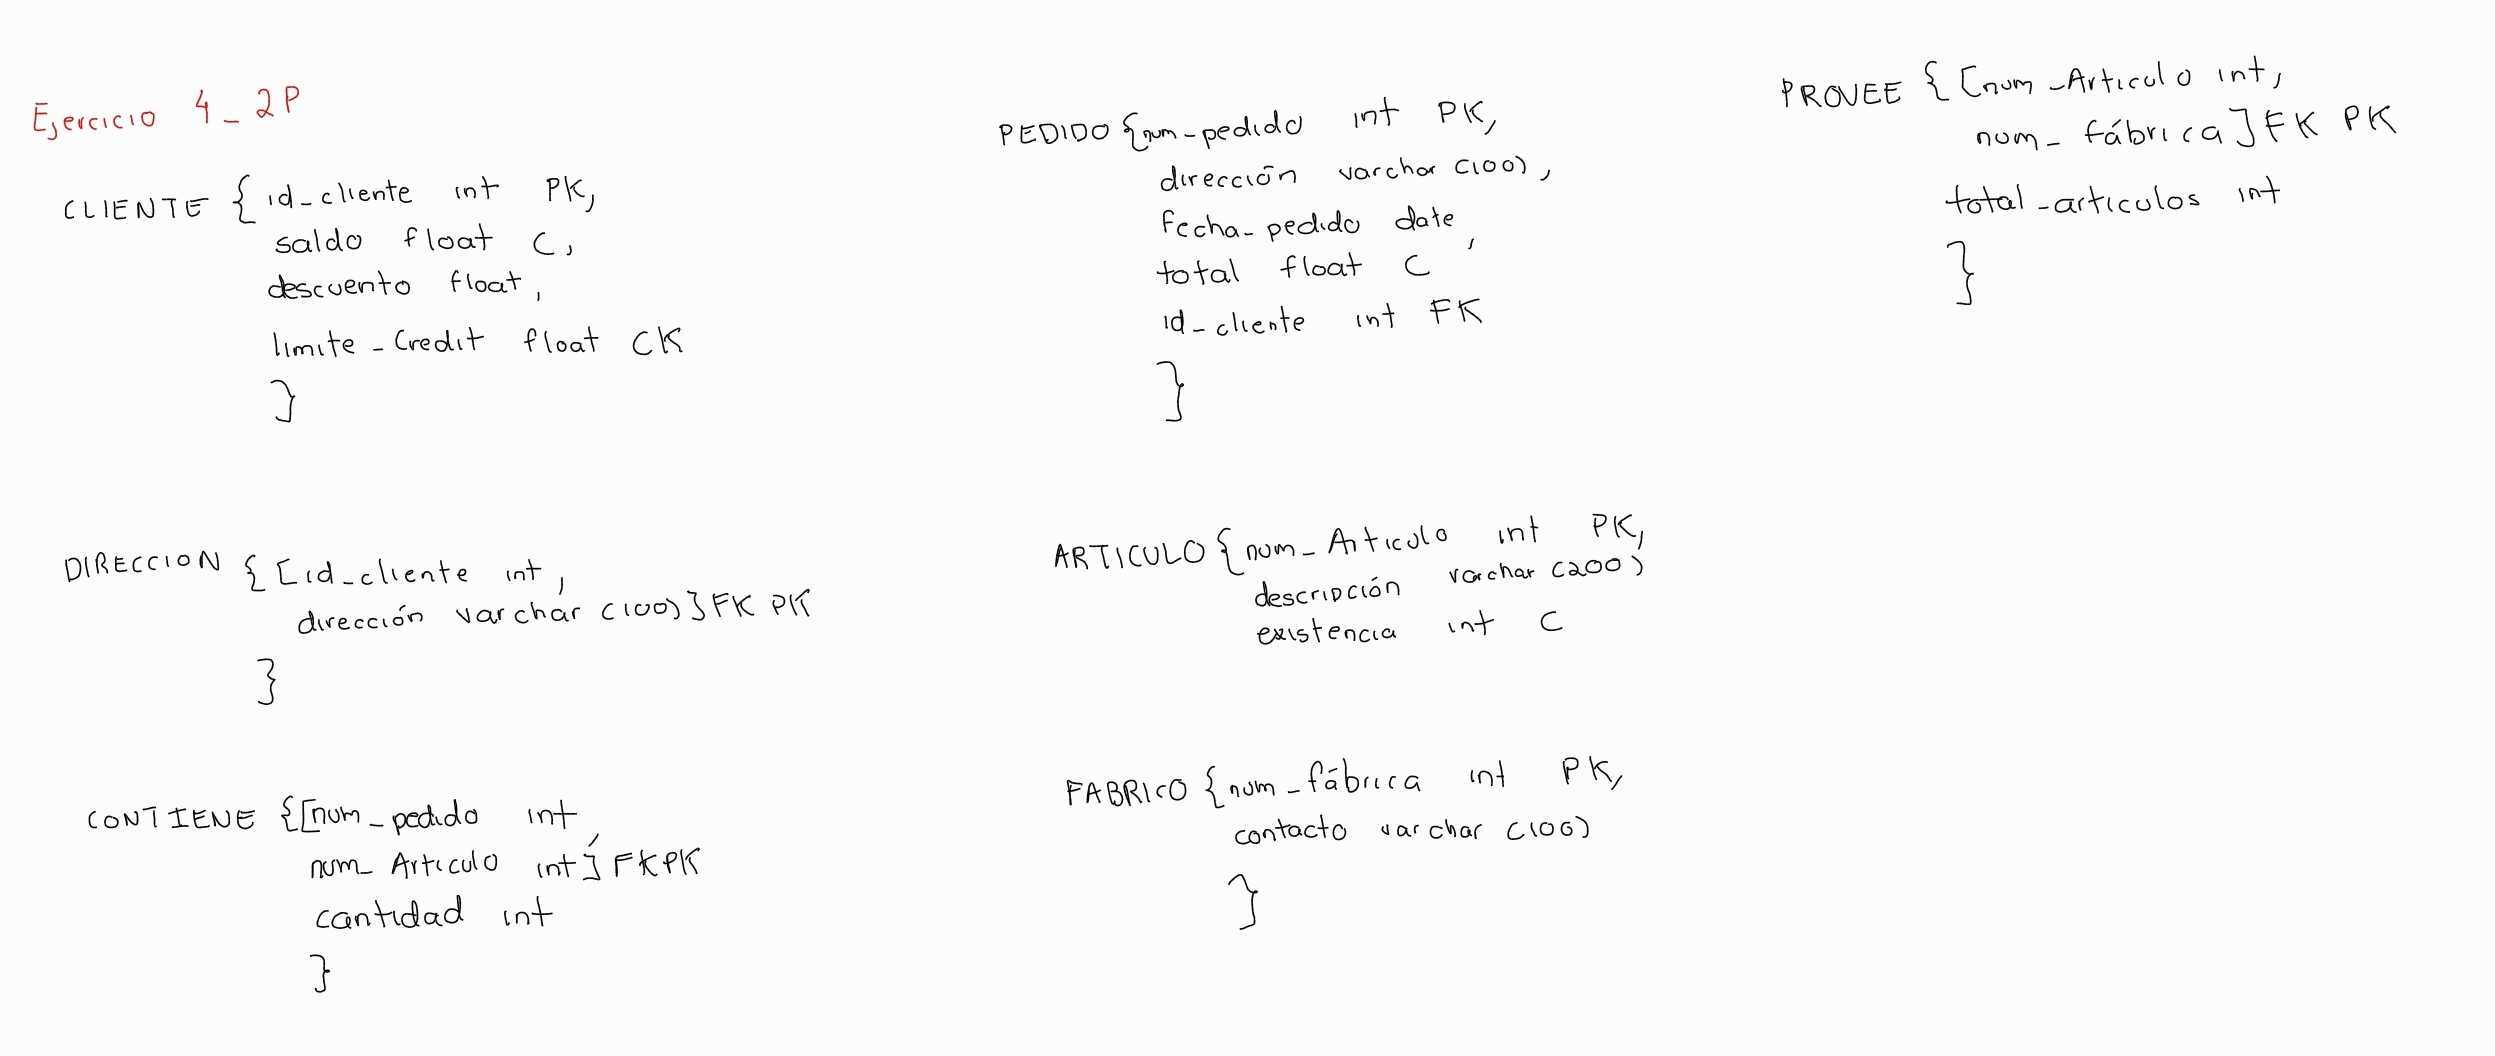 Ejercicio 4_2P
CLIENTE { id_cliente int PK,
saldo float C,
descuento float,
limite_Credit float CK
}
DIRECCION { [id_cliente int,
dirección varchar (100)] FK PK
}
CONTIENE {[num_pedido int,
num_Articulo int] FKPK
cantidad int
}
PEDIDO {num_pedido int PK,
dirección varchar (100),
fecha_pedido date,
total float C
id_cliente int FK
}
ARTICULO {num_Articulo int PK,
descripción varchar (200)
existencia int C
FABRICO {num_fábrica int PK,
contacto varchar (100)
}
PROVEE { [num_Articulo int,
num_fábrica] FK PK
total_articulos int
}